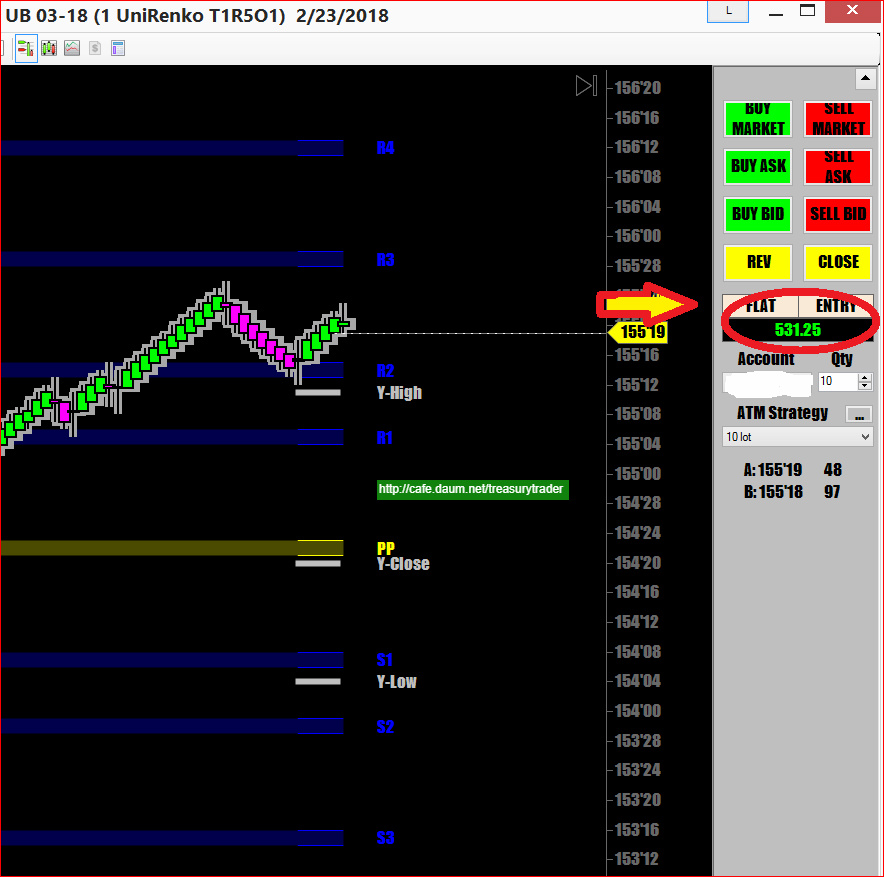 UB 03-18 (1 UniRenko T1R5O1) 2/23/2018
L
156'20
156'16
R4
156'12
156'08
156'04
156'00
R3
155'28
155'19
155'16
R2
155'12
Y-High
155'08
R1
155'04
155'00
http://cafe.daum.net/treasurytrader
154'28
154'24
PP
Y-Close
154'20
154'16
154'12
S1
154'08
Y-Low
154'04
154'00
S2
153'28
153'24
153'20
153'16
S3
153'12
BUY MARKET
SELL MARKET
BUY ASK
SELL ASK
BUY BID
SELL BID
REV
CLOSE
FLAT
ENTRY
531.25
Account
Qty
10
ATM Strategy
...
10 lot
A: 155'19 48
B: 155'18 97